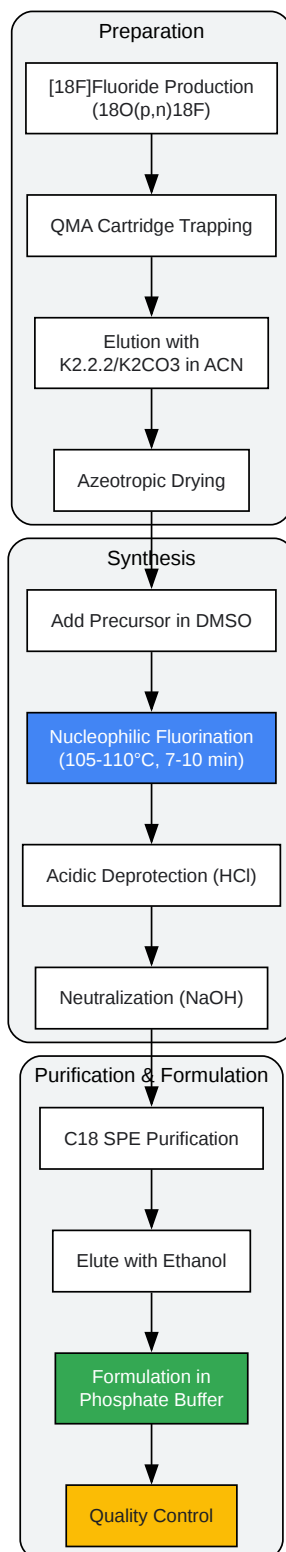 Preparation
[18F]Fluoride Production
(18O(p,n)18F)
QMA Cartridge Trapping
Elution with
K2.2.2/K2CO3 in ACN
Azeotropic Drying
Synthesis
Add Precursor in DMSO
Nucleophilic Fluorination
(105-110°C, 7-10 min)
Acidic Deprotection (HCl)
Neutralization (NaOH)
Purification & Formulation
C18 SPE Purification
Elute with Ethanol
Formulation in
Phosphate Buffer
Quality Control